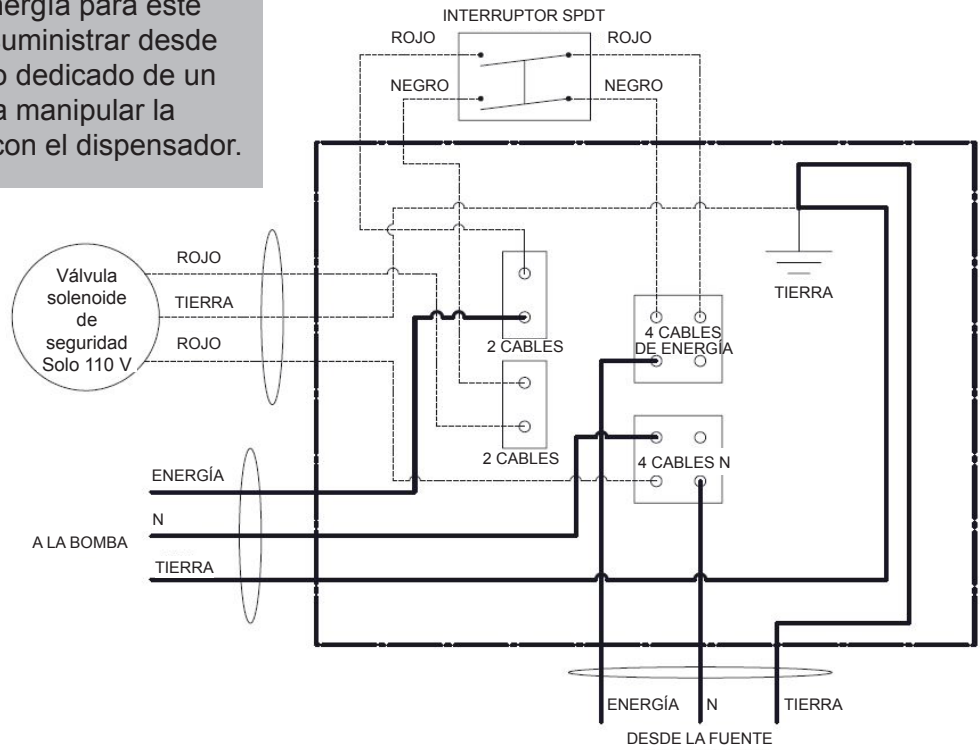 nergía para este
uministrar desde
o dedicado de un
a manipular la
con el dispensador.
INTERRUPTOR SPDT
ROJO
ROJO
NEGRO
NEGRO
TIERRA
ROJO
TIERRA
ROJO
Válvula
solenoide
de
seguridad
Solo 110 V
2 CABLES
4 CABLES
DE ENERGÍA
2 CABLES
4 CABLES N
ENERGÍA
N
A LA BOMBA
TIERRA
ENERGÍA
N
TIERRA
DESDE LA FUENTE